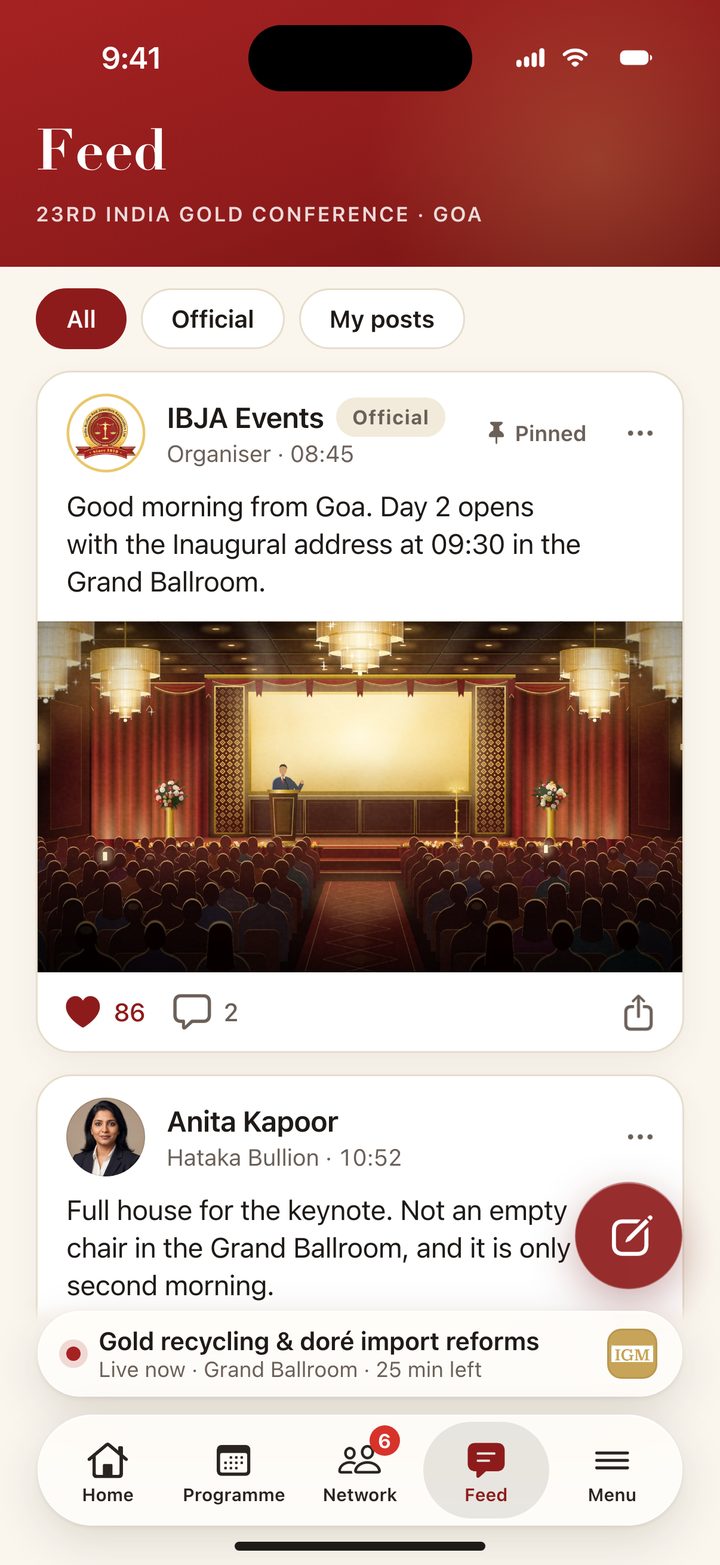 9:41
Feed
23RD INDIA GOLD CONFERENCE · GOA
All
Official
My posts
IBJA Events
Official
Pinned
Organiser · 08:45
Good morning from Goa. Day 2 opens
with the Inaugural address at 09:30 in the
Grand Ballroom.
86
2
Anita Kapoor
Hataka Bullion · 10:52
Full house for the keynote. Not an empty
chair in the Grand Ballroom, and it is only
second morning.
Gold recycling & doré import reforms
Live now · Grand Ballroom · 25 min left
IGM
6
Home
Programme
Network
Feed
Menu